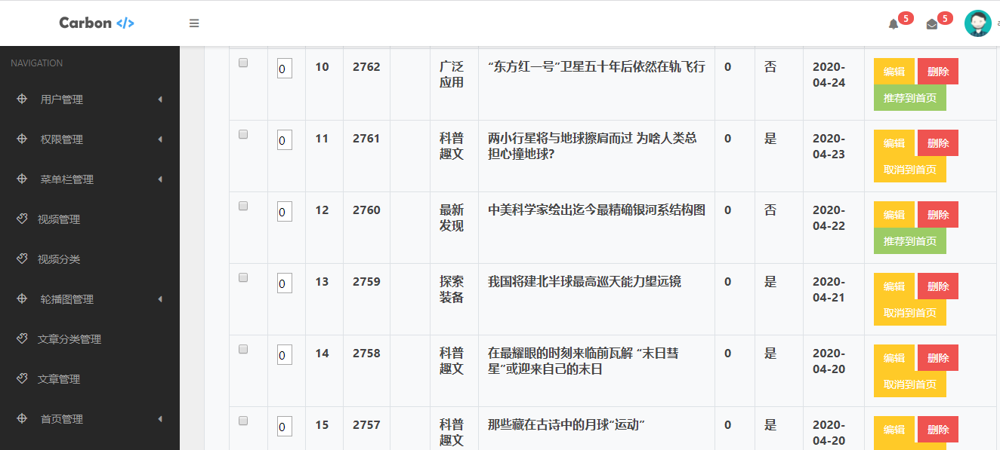 Carbon </>
5
5
NAVIGATION
用户管理
权限管理
菜单栏管理
视频管理
视频分类
轮播图管理
文章分类管理
文章管理
首页管理
0 10 2762 广泛 “东方红一号”卫星五十年后依然在轨飞行 0 否 2020- 编辑 删除
应用 04-24
推荐到首页
0 11 2761 科普 两小行星将与地球擦肩而过 为啥人类总 0 是 2020- 编辑 删除
趣文 担心撞地球? 04-23
取消到首页
0 12 2760 最新 中美科学家绘出迄今最精确银河系结构图 0 否 2020- 编辑 删除
发现 04-22
推荐到首页
0 13 2759 探索 我国将建北半球最高巡天能力望远镜 0 是 2020- 编辑 删除
装备 04-21
取消到首页
0 14 2758 科普 在最耀眼的时刻来临前瓦解 “末日彗 0 是 2020- 编辑 删除
趣文 星”或迎来自己的末日 04-20
取消到首页
0 15 2757 科普 那些藏在古诗中的月球“运动” 0 是 2020- 编辑 删除
趣文 04-20